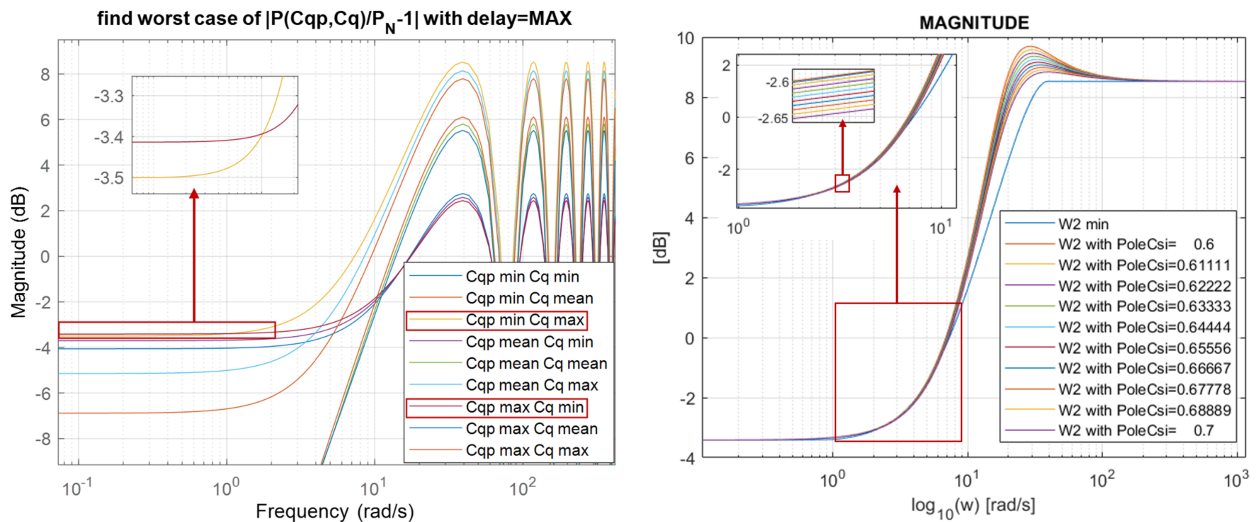 find worst case of |P(Cqp,Cq)/P_N-1| with delay=MAX
Magnitude (dB)
8
6
4
2
0
-2
-4
-6
-8
-3.3
-3.4
-3.5
Cqp min Cq min
Cqp min Cq mean
Cqp min Cq max
Cqp mean Cq min
Cqp mean Cq mean
Cqp mean Cq max
Cqp max Cq min
Cqp max Cq mean
Cqp max Cq max
10^-1
10^0
10^1
10^2
Frequency (rad/s)
MAGNITUDE
[dB]
10
8
6
4
2
0
-2
-4
2
0
-2
10^0
10^1
-2.6
-2.65
W2 min
W2 with PoleCsi= 0.6
W2 with PoleCsi=0.61111
W2 with PoleCsi=0.62222
W2 with PoleCsi=0.63333
W2 with PoleCsi=0.64444
W2 with PoleCsi=0.65556
W2 with PoleCsi=0.66667
W2 with PoleCsi=0.67778
W2 with PoleCsi=0.68889
W2 with PoleCsi= 0.7
10^0
10^1
10^2
10^3
log_10(w) [rad/s]